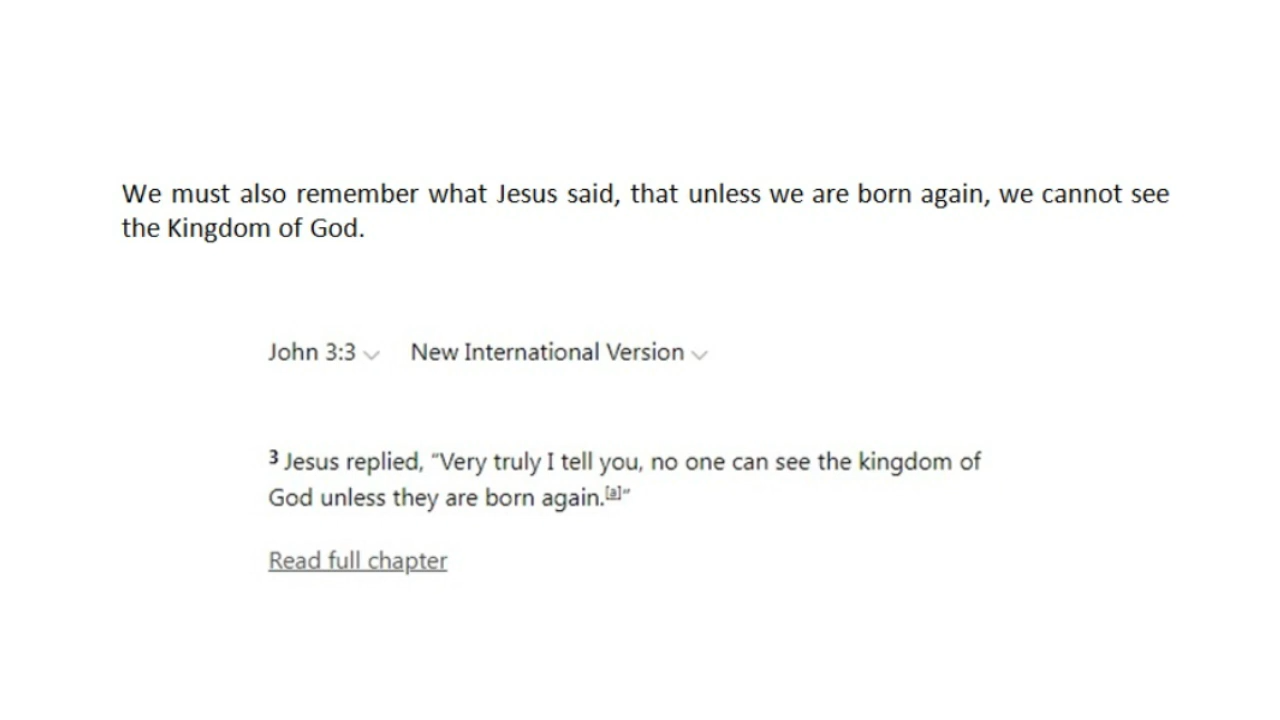 We must also remember what Jesus said, that unless we are born again, we cannot see
the Kingdom of God.
John 3:3 New International Version
3 Jesus replied, “Very truly I tell you, no one can see the kingdom of
God unless they are born again.[a]”
Read full chapter